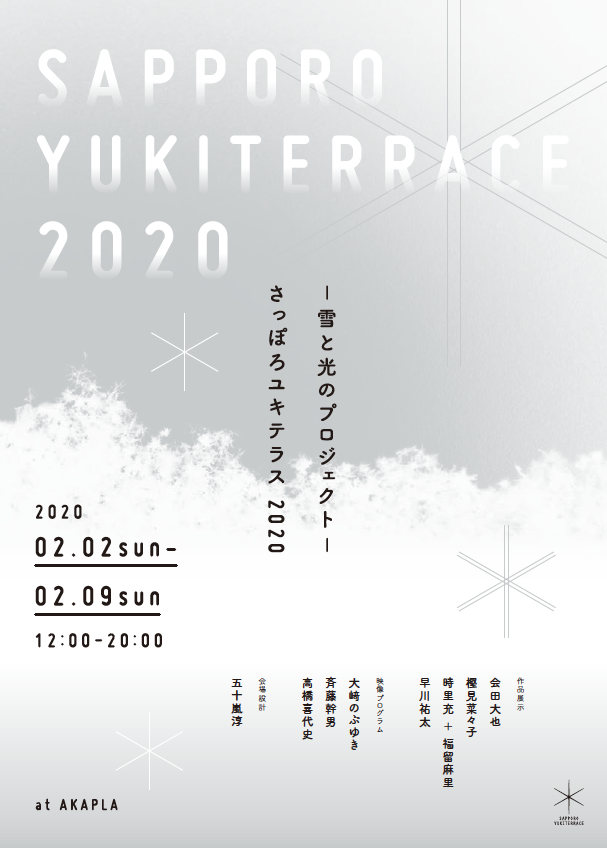 SAPPORO
YUKITERRACE
2020
—雪と光のプロジェクト—
さっぽろユキテラス 2020
2020
02.02sun-
02.09sun
12:00-20:00
作品展示
会田大也
樫見菜々子
時里充 + 福留麻里
早川祐太
映像プログラム
大﨑のぶゆき
斉藤幹男
高橋喜代史
会場設計
五十嵐淳
at AKAPLA
SAPPORO
YUKITERRACE